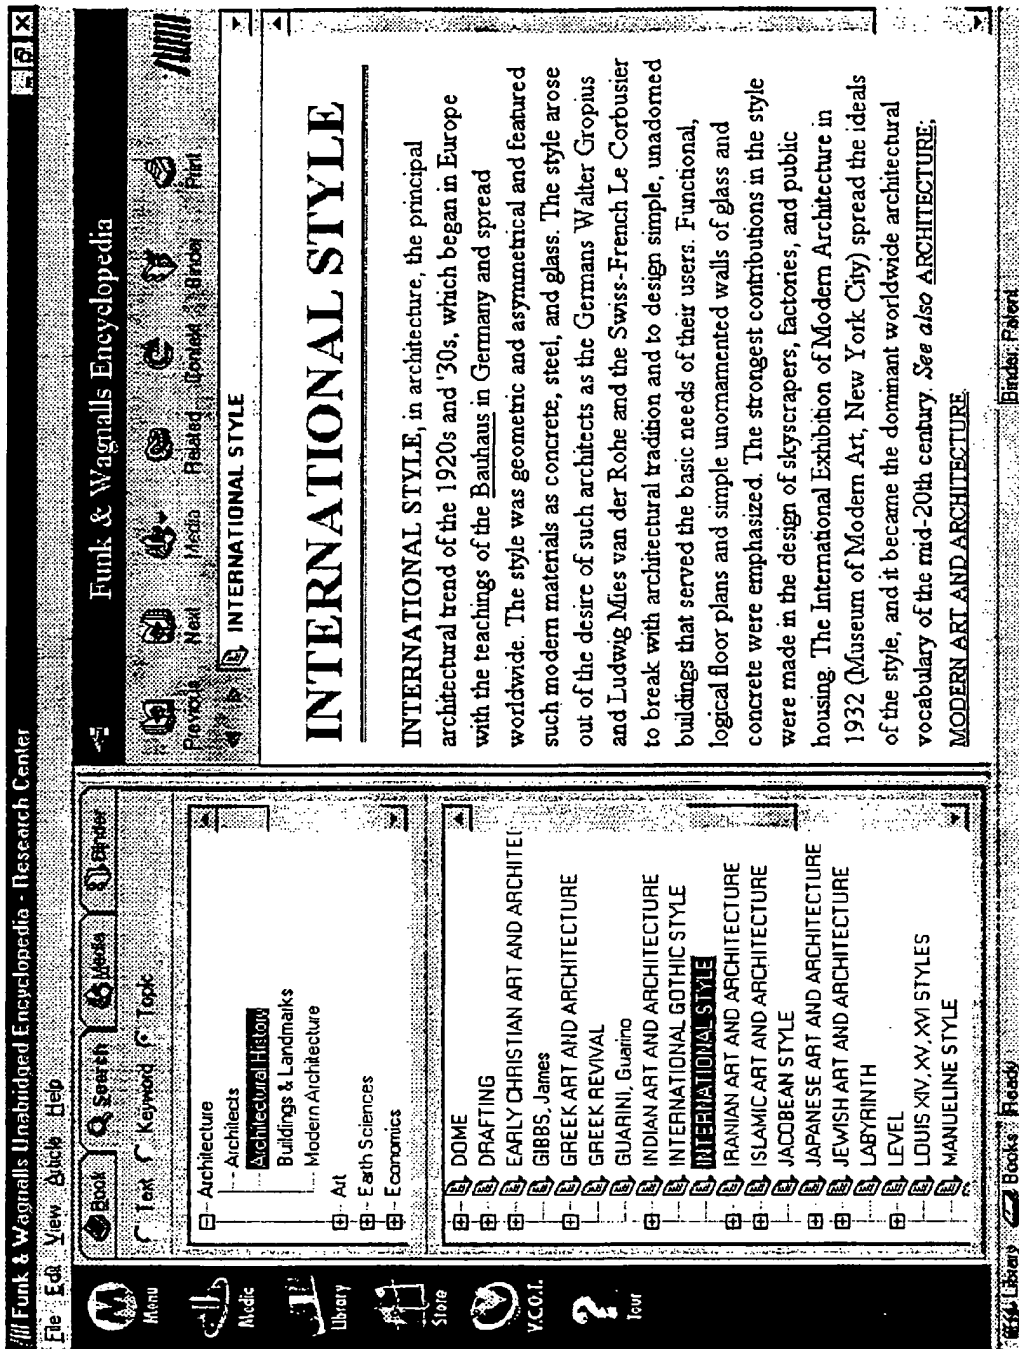 Funk & Wagnalls Unabridged Encyclopedia - Research Center
File Edit View Article Help
Menu
Medic
Library
Store
Y.C.O.T.
Tour
Book Search Media Binder
Text Keyword Topic
Architecture
Architects
Architectural History
Buildings & Landmarks
Modern Architecture
Art
Earth Sciences
Economics
DOME
DRAFTING
EARLY CHRISTIAN ART AND ARCHITEC
GIBBS, James
GREEK ART AND ARCHITECTURE
GREEK REVIVAL
GUARINI, Guarino
INDIAN ART AND ARCHITECTURE
INTERNATIONAL GOTHIC STYLE
INTERNATIONAL STYLE
IRANIAN ART AND ARCHITECTURE
ISLAMIC ART AND ARCHITECTURE
JACOBEAN STYLE
JAPANESE ART AND ARCHITECTURE
JEWISH ART AND ARCHITECTURE
LABYRINTH
LEVEL
LOUIS XIV, XV, XVI STYLES
MANUELINE STYLE
Funk & Wagnalls Encyclopedia
Previous Next Media Related Context Binder Print
INTERNATIONAL STYLE
INTERNATIONAL STYLE
INTERNATIONAL STYLE, in architecture, the principal
architectural trend of the 1920s and '30s, which began in Europe
with the teachings of the Bauhaus in Germany and spread
worldwide. The style was geometric and asymmetrical and featured
such modern materials as concrete, steel, and glass. The style arose
out of the desire of such architects as the Germans Walter Gropius
and Ludwig Mies van der Rohe and the Swiss-French Le Corbusier
to break with architectural tradition and to design simple, unadorned
buildings that served the basic needs of their users. Functional,
logical floor plans and simple unornamented walls of glass and
concrete were emphasized. The strongest contributions in the style
were made in the design of skyscrapers, factories, and public
housing. The International Exhibition of Modern Architecture in
1932 (Museum of Modern Art, New York City) spread the ideals
of the style, and it became the dominant worldwide architectural
vocabulary of the mid-20th century. See also ARCHITECTURE;
MODERN ART AND ARCHITECTURE.
Library Books Ready Binder: Patent